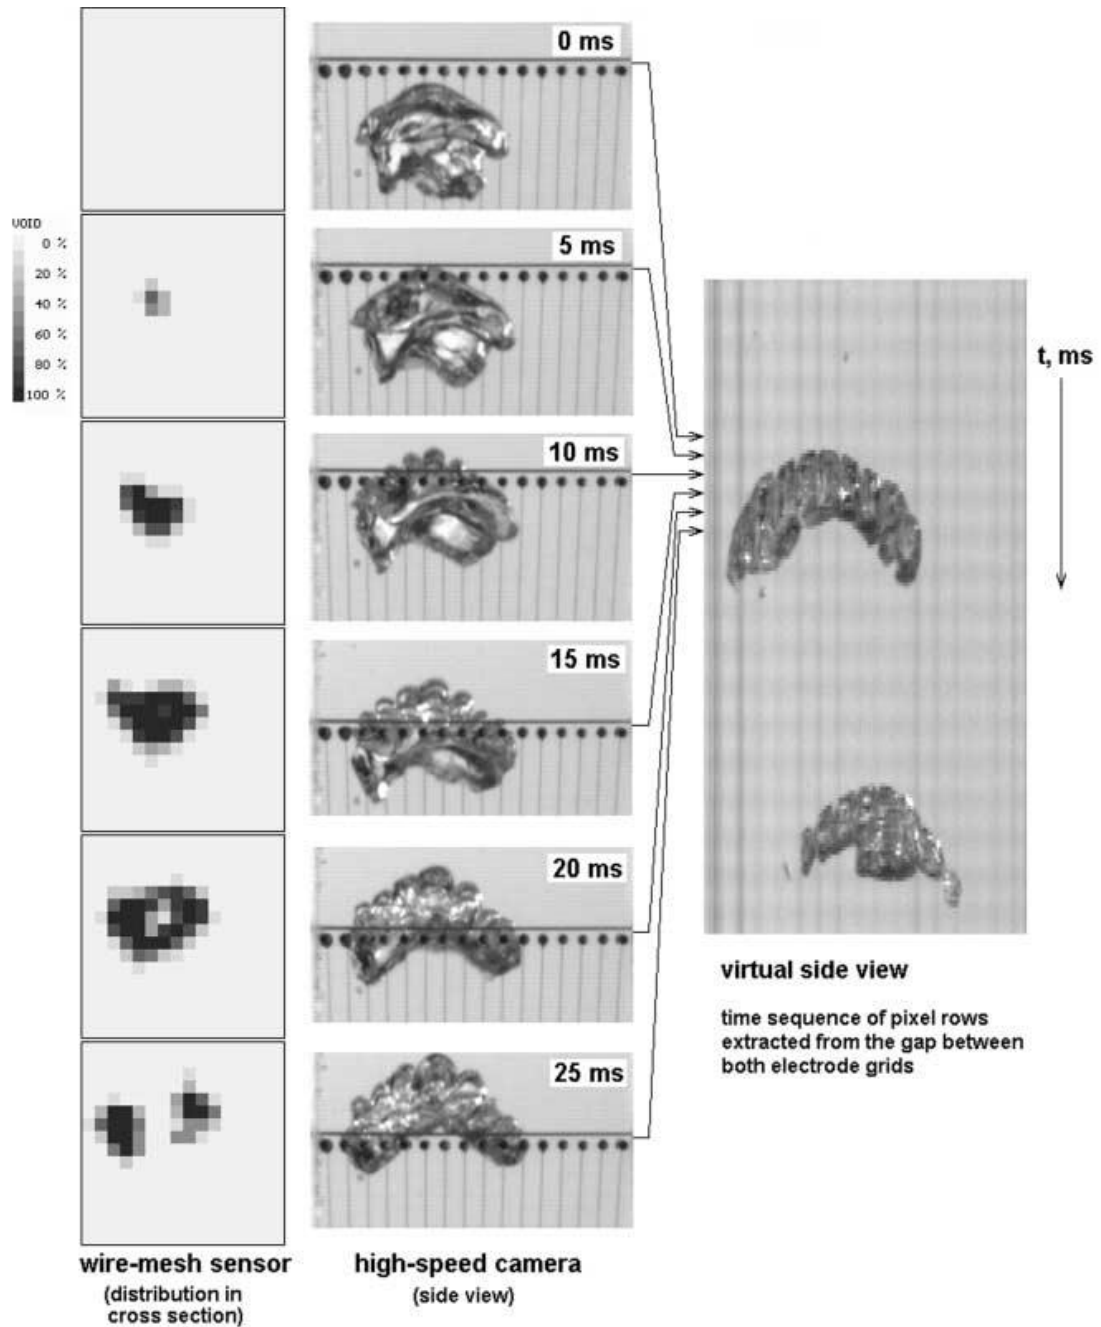 0 ms
VOID
0 %
20 %
40 %
60 %
80 %
100 %
5 ms
10 ms
15 ms
20 ms
25 ms
t, ms
virtual side view
time sequence of pixel rows
extracted from the gap between
both electrode grids
wire-mesh sensor
(distribution in
cross section)
high-speed camera
(side view)